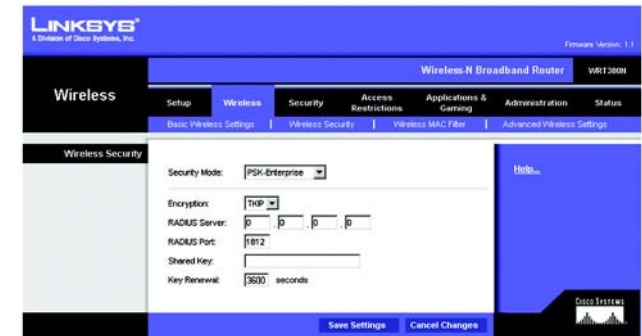 LINKSYS®
A Division of Cisco Systems, Inc.
Firmware Version: 1.1
Wireless-N Broadband Router WRT300N
Wireless
Setup Wireless Security Access Restrictions Applications & Gaming Administration Status
Basic Wireless Settings | Wireless Security | Wireless MAC Filter | Advanced Wireless Settings
Wireless Security
Security Mode: PSK-Enterprise
Help...
Encryption: TKIP
RADIUS Server: 0 . 0 . 0 . 0
RADIUS Port: 1812
Shared Key:
Key Renewal: 3600 seconds
CISCO SYSTEMS
Save Settings Cancel Changes